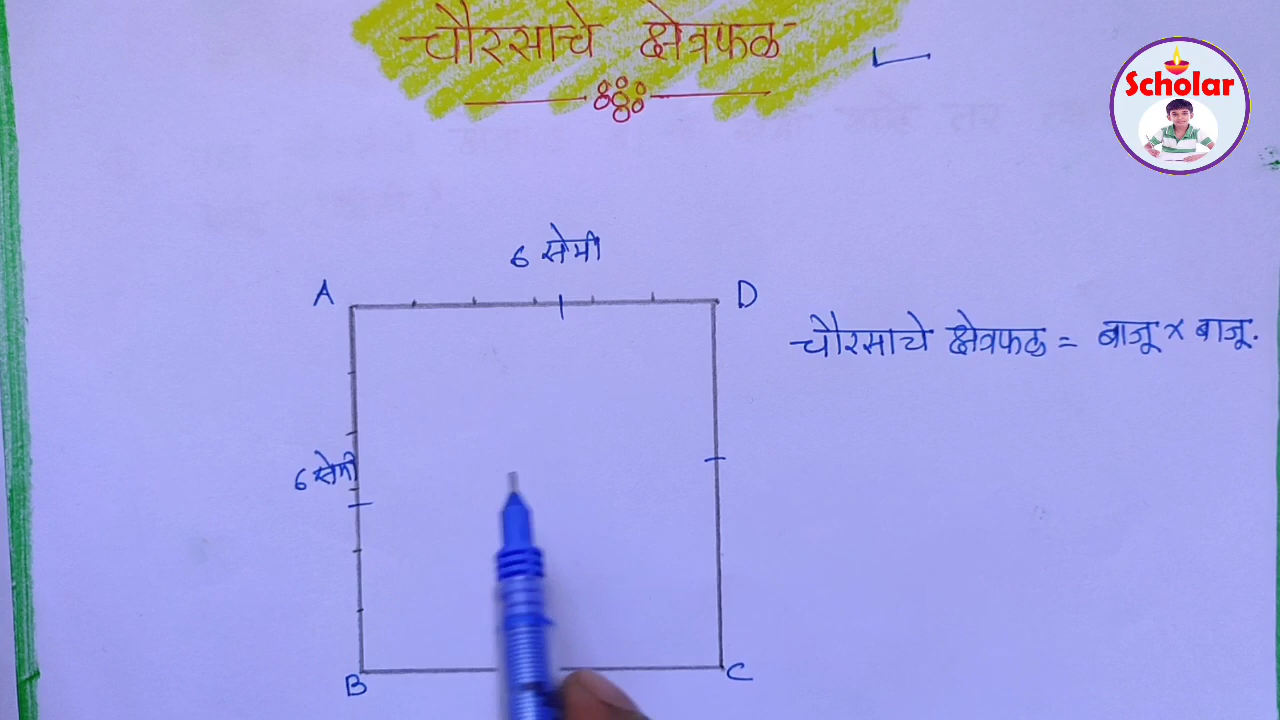 चौरसाचे क्षेत्रफळ
Scholar
6 सेमी
A
D
चौरसाचे क्षेत्रफळ = बाजू × बाजू.
6 सेमी
B
C